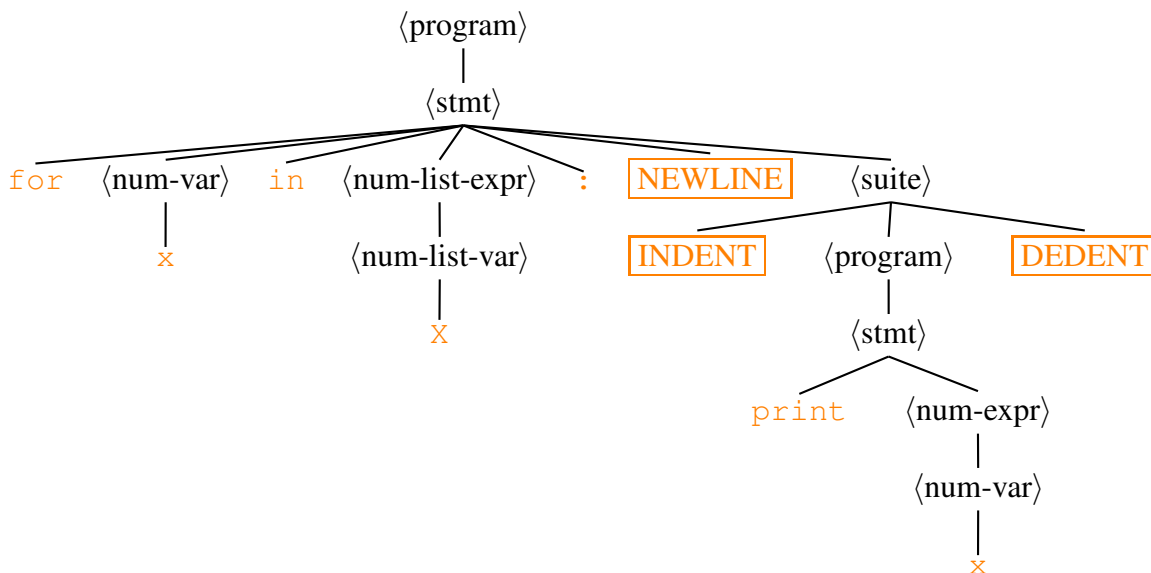 ⟨program⟩
⟨stmt⟩
for ⟨num-var⟩ in ⟨num-list-expr⟩ : NEWLINE ⟨suite⟩
x ⟨num-list-var⟩ INDENT ⟨program⟩ DEDENT
X ⟨stmt⟩
print ⟨num-expr⟩
⟨num-var⟩
x